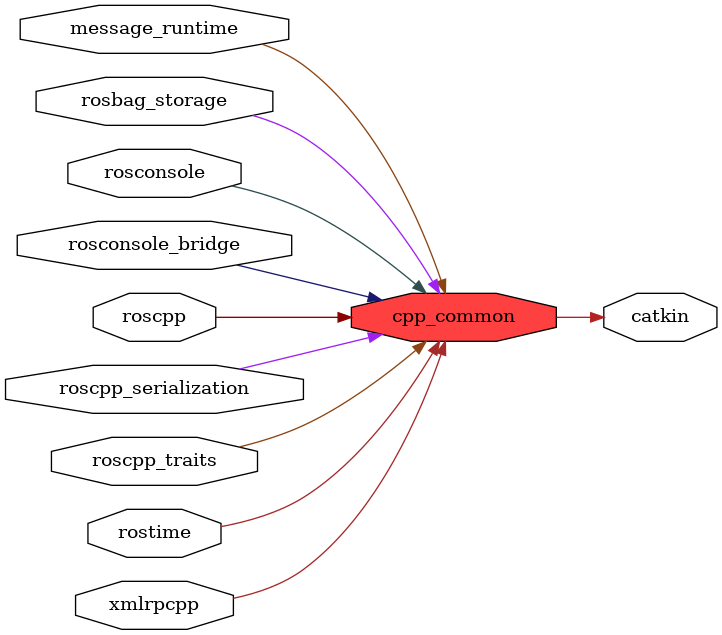 message_runtime
rosbag_storage
rosconsole
rosconsole_bridge
roscpp
cpp_common
catkin
roscpp_serialization
roscpp_traits
rostime
xmlrpcpp